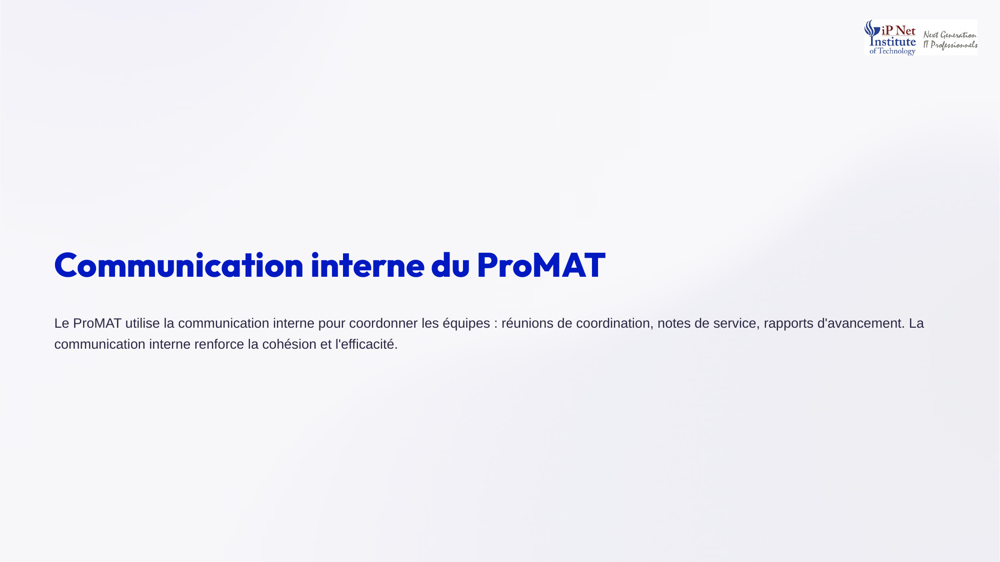 iP Net
Institute
of Technology
Next Generation
IT Professionnels
Communication interne du ProMAT
Le ProMAT utilise la communication interne pour coordonner les équipes : réunions de coordination, notes de service, rapports d'avancement. La
communication interne renforce la cohésion et l'efficacité.